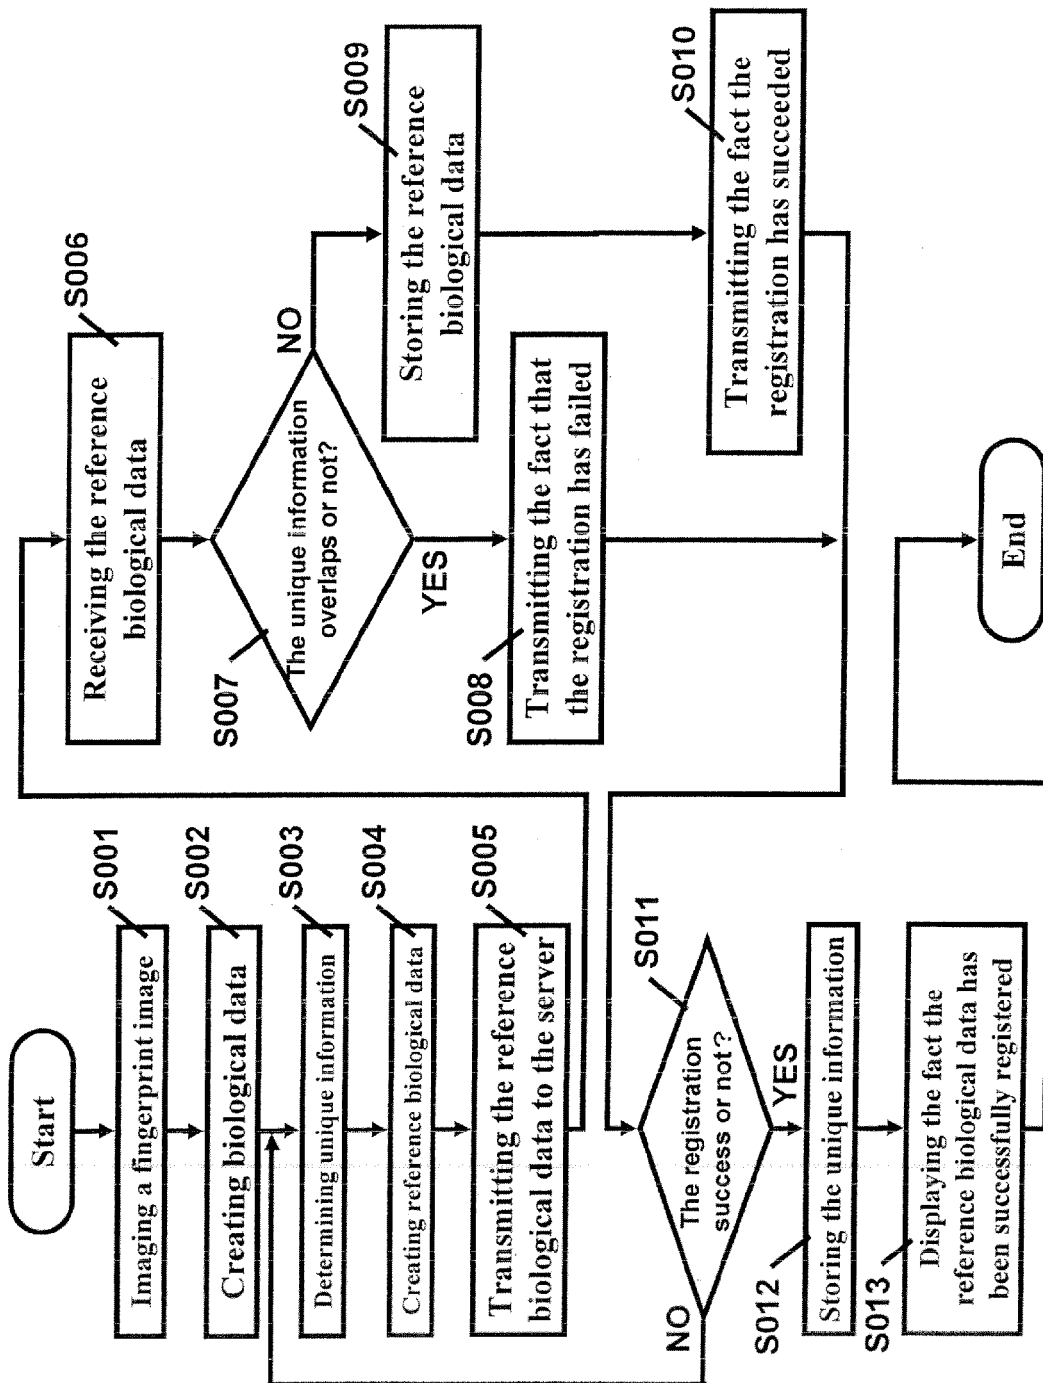 Start
S001
Imaging a fingerprint image
S002
Creating biological data
S003
Determining unique information
S004
Creating reference biological data
S005
Transmitting the reference
biological data to the server
S006
Receiving the reference
biological data
S007
The unique information
overlaps or not?
NO
YES
S008
Transmitting the fact that
the registration has failed
S009
Storing the reference
biological data
S010
Transmitting the fact the
registration has succeeded
S011
The registration
success or not?
NO
YES
S012
Storing the unique information
S013
Displaying the fact the
reference biological data has
been successfully registered
End